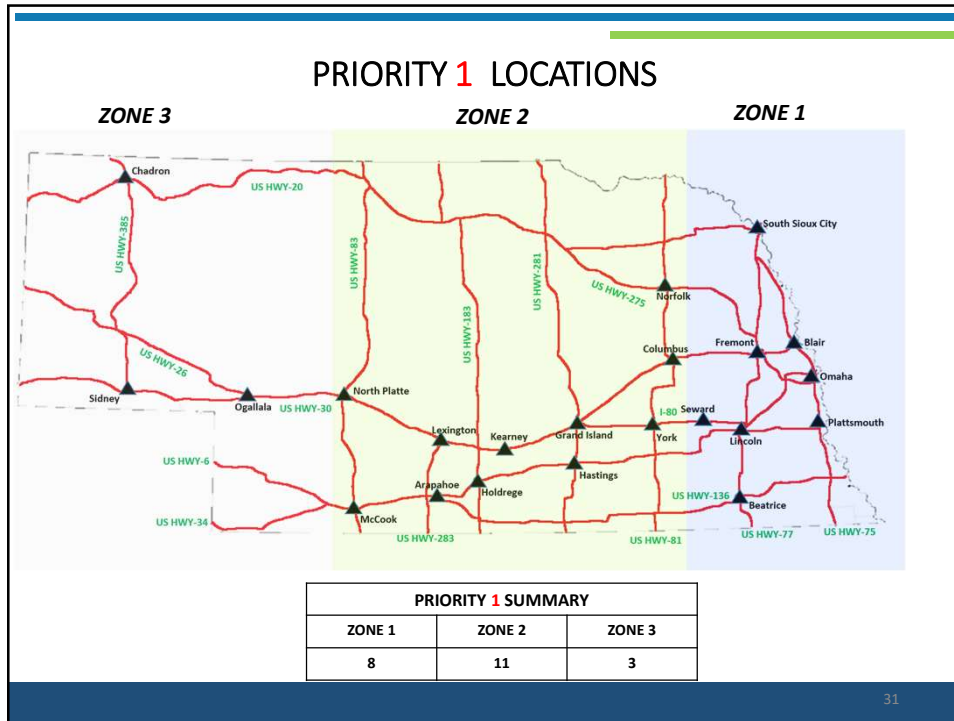 PRIORITY 1 LOCATIONS
ZONE 3
ZONE 2
ZONE 1
Chadron
US HWY-20
US HWY-385
US HWY-83
US HWY-183
US HWY-281
US HWY-275
South Sioux City
Norfolk
Columbus
Fremont
Blair
US HWY-26
Omaha
Sidney
Ogallala
US HWY-30
North Platte
Lexington
Kearney
Grand Island
I-80
York
Seward
Lincoln
Plattsmouth
US HWY-6
Arapahoe
Holdrege
Hastings
US HWY-136
Beatrice
US HWY-34
McCook
US HWY-283
US HWY-81
US HWY-77
US HWY-75
PRIORITY 1 SUMMARY
ZONE 1 ZONE 2 ZONE 3
8 11 3
31